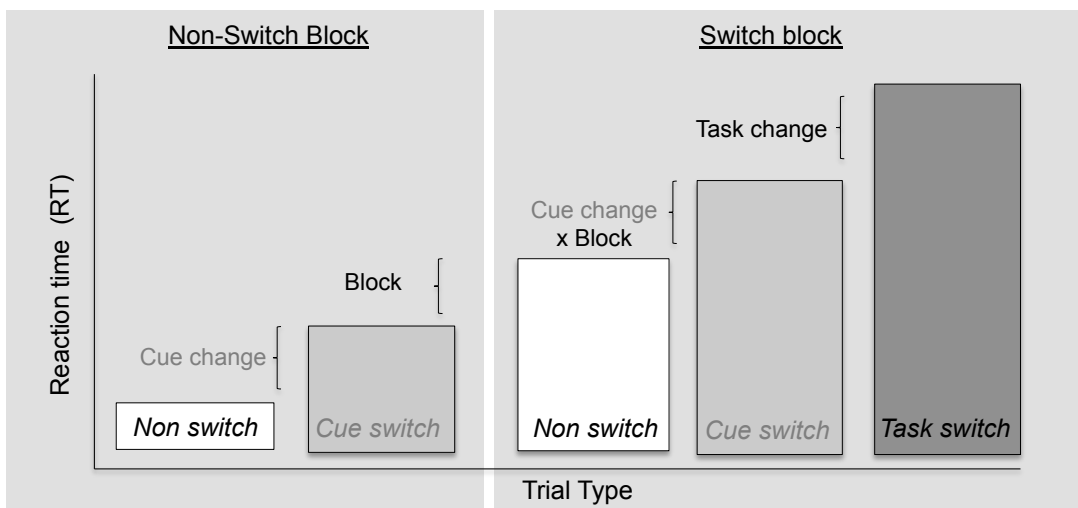 Non-Switch Block
Switch block
Reaction time (RT)
Task change
Cue change
x Block
Block
Cue change
Non switch
Cue switch
Non switch
Cue switch
Task switch
Trial Type